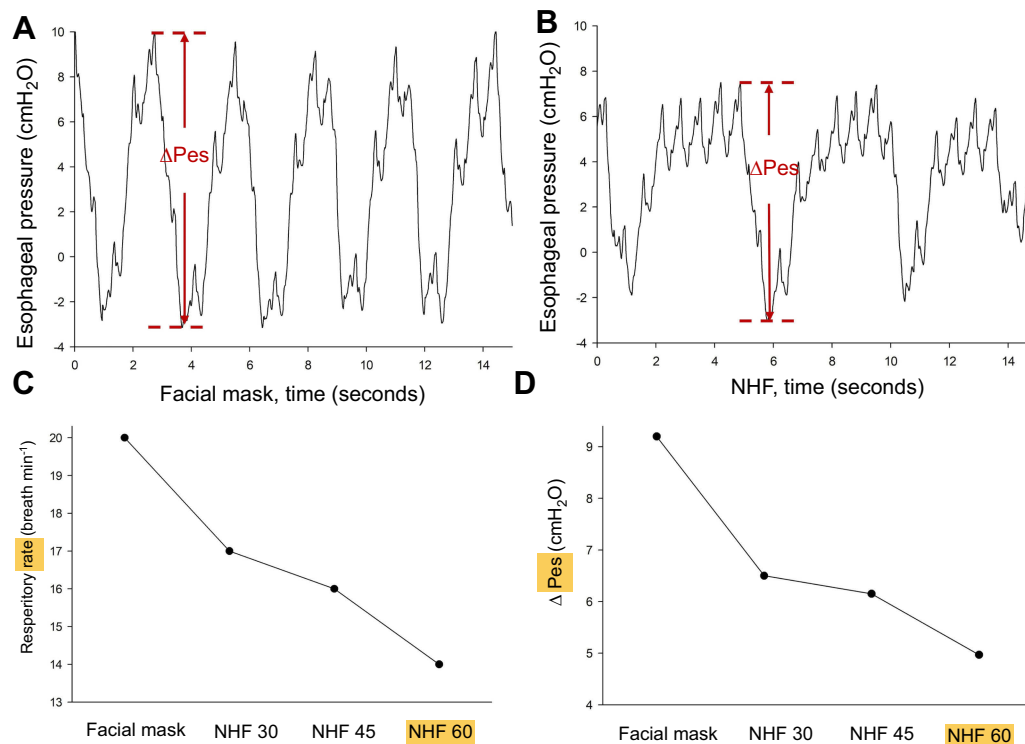 A
Esophageal pressure (cmH₂O)
10
8
6
4
2
0
-2
-4
ΔPes
0
2
4
6
8
10
12
14
Facial mask, time (seconds)
B
Esophageal pressure (cmH₂O)
10
8
6
4
2
0
-2
-4
ΔPes
0
2
4
6
8
10
12
14
NHF, time (seconds)
C
Resperitory rate (breath min⁻¹)
20
19
18
17
16
15
14
13
Facial mask
NHF 30
NHF 45
NHF 60
D
Δ Pes (cmH₂O)
9
8
7
6
5
4
Facial mask
NHF 30
NHF 45
NHF 60